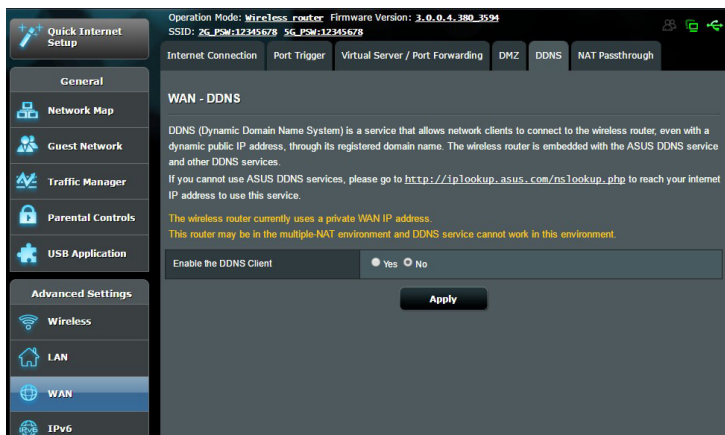 Quick Internet
Setup
Operation Mode: Wireless router Firmware Version: 3.0.0.4.380_3594
SSID: 2G_PSW:12345678 5G_PSW:12345678
Internet Connection Port Trigger Virtual Server / Port Forwarding DMZ DDNS NAT Passthrough
General
Network Map
Guest Network
Traffic Manager
Parental Controls
USB Application
Advanced Settings
Wireless
LAN
WAN
IPv6
WAN - DDNS
DDNS (Dynamic Domain Name System) is a service that allows network clients to connect to the wireless router, even with a
dynamic public IP address, through its registered domain name. The wireless router is embedded with the ASUS DDNS service
and other DDNS services.
If you cannot use ASUS DDNS services, please go to http://iplookup.asus.com/nslookup.php to reach your internet
IP address to use this service.
The wireless router currently uses a private WAN IP address.
This router may be in the multiple-NAT environment and DDNS service cannot work in this environment.
Enable the DDNS Client Yes No
Apply